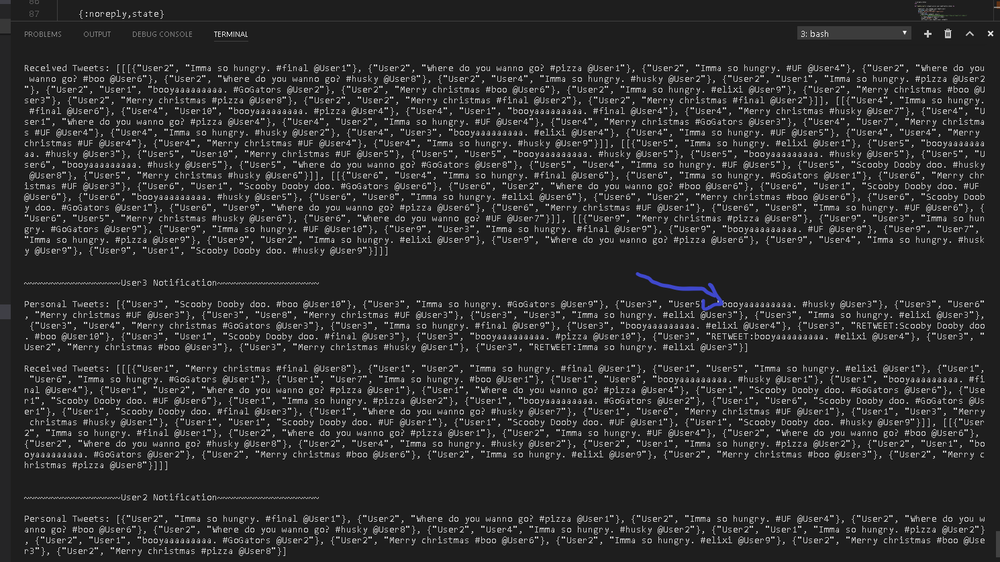 86
87 {:noreply,state}
PROBLEMS OUTPUT DEBUG CONSOLE TERMINAL 3: bash
Received Tweets: [[[{"User2", "Imma so hungry. #final @User1"}, {"User2", "Where do you wanno go? #pizza @User1"}, {"User2", "Imma so hungry. #UF @User4"}, {"User2", "Where do you
wanno go? #boo @User6"}, {"User2", "Where do you wanno go? #husky @User8"}, {"User2", "User4", "Imma so hungry. #husky @User2"}, {"User2", "User1", "Imma so hungry. #pizza @User2
"}, {"User2", "User1", "booyaaaaaaaaa. #GoGators @User2"}, {"User2", "Merry christmas #boo @User6"}, {"User2", "Imma so hungry. #elixi @User9"}, {"User2", "Merry christmas #boo @U
ser3"}, {"User2", "Merry christmas #pizza @User8"}, {"User2", "User2", "Merry christmas #final @User2"}, {"User2", "Merry christmas #final @User2"}]], [[{"User4", "Imma so hungry.
#final @User6"}, {"User4", "User10", "booyaaaaaaaaa. #pizza @User4"}, {"User4", "User1", "booyaaaaaaaaa. #final @User4"}, {"User4", "Merry christmas #husky @User7"}, {"User4", "U
ser1", "Where do you wanno go? #pizza @User4"}, {"User4", "User2", "Imma so hungry. #UF @User4"}, {"User4", "Merry christmas #GoGators @User3"}, {"User4", "User7", "Merry christma
s #UF @User4"}, {"User4", "Imma so hungry. #husky @User2"}, {"User4", "User3", "booyaaaaaaaaa. #elixi @User4"}, {"User4", "Imma so hungry. #UF @User5"}, {"User4", "User4", "Merry
christmas #UF @User4"}, {"User4", "Merry christmas #UF @User4"}, {"User4", "Imma so hungry. #husky @User9"}]], [[{"User5", "Imma so hungry. #elixi @User1"}, {"User5", "booyaaaaaaa
aa. #husky @User3"}, {"User5", "User10", "Merry christmas #UF @User5"}, {"User5", "User5", "booyaaaaaaaaa. #husky @User5"}, {"User5", "booyaaaaaaaaa. #husky @User5"}, {"User5", "U
ser6", "booyaaaaaaaaa. #husky @User5"}, {"User5", "Where do you wanno go? #GoGators @User8"}, {"User5", "User4", "Imma so hungry. #UF @User5"}, {"User5", "Scooby Dooby doo. #husky
@User8"}, {"User5", "Merry christmas #husky @User6"}]], [[{"User6", "User4", "Imma so hungry. #final @User6"}, {"User6", "Imma so hungry. #GoGators @User1"}, {"User6", "Merry chr
istmas #UF @User3"}, {"User6", "User1", "Scooby Dooby doo. #GoGators @User6"}, {"User6", "User2", "Where do you wanno go? #boo @User6"}, {"User6", "User1", "Scooby Dooby doo. #UF
@User6"}, {"User6", "booyaaaaaaaaa. #husky @User5"}, {"User6", "User8", "Imma so hungry. #elixi @User6"}, {"User6", "User2", "Merry christmas #boo @User6"}, {"User6", "Scooby Doob
y doo. #GoGators @User1"}, {"User6", "User9", "Where do you wanno go? #pizza @User6"}, {"User6", "Merry christmas #UF @User1"}, {"User6", "User8", "Imma so hungry. #UF @User6"}, {
"User6", "User5", "Merry christmas #husky @User6"}, {"User6", "Where do you wanno go? #UF @User7"}]], [[{"User9", "Merry christmas #pizza @User8"}, {"User9", "User3", "Imma so hun
gry. #GoGators @User9"}, {"User9", "Imma so hungry. #UF @User10"}, {"User9", "User3", "Imma so hungry. #final @User9"}, {"User9", "booyaaaaaaaaa. #UF @User8"}, {"User9", "User7",
"Imma so hungry. #pizza @User9"}, {"User9", "User2", "Imma so hungry. #elixi @User9"}, {"User9", "Where do you wanno go? #pizza @User6"}, {"User9", "User4", "Imma so hungry. #husk
y @User9"}, {"User9", "User1", "Scooby Dooby doo. #husky @User9"}]]]
~~~~~~~~~~~~~~~~~~User3 Notification~~~~~~~~~~~~~~~~~~~
Personal Tweets: [{"User3", "Scooby Dooby doo. #boo @User10"}, {"User3", "Imma so hungry. #GoGators @User9"}, {"User3", "User5", "booyaaaaaaaaa. #husky @User3"}, {"User3", "User6"
, "Merry christmas #UF @User3"}, {"User3", "User8", "Merry christmas #UF @User3"}, {"User3", "User3", "Imma so hungry. #elixi @User3"}, {"User3", "Imma so hungry. #elixi @User3"},
{"User3", "User4", "Merry christmas #GoGators @User3"}, {"User3", "Imma so hungry. #final @User9"}, {"User3", "booyaaaaaaaaa. #elixi @User4"}, {"User3", "RETWEET:Scooby Dooby doo
. #boo @User10"}, {"User3", "User1", "Scooby Dooby doo. #final @User3"}, {"User3", "booyaaaaaaaaa. #pizza @User10"}, {"User3", "RETWEET:booyaaaaaaaaa. #elixi @User4"}, {"User3", "
User2", "Merry christmas #boo @User3"}, {"User3", "Merry christmas #husky @User1"}, {"User3", "RETWEET:Imma so hungry. #elixi @User3"}]
Received Tweets: [[[{"User1", "Merry christmas #final @User8"}, {"User1", "User2", "Imma so hungry. #final @User1"}, {"User1", "User5", "Imma so hungry. #elixi @User1"}, {"User1",
"User6", "Imma so hungry. #GoGators @User1"}, {"User1", "User7", "Imma so hungry. #boo @User1"}, {"User1", "User8", "booyaaaaaaaaa. #husky @User1"}, {"User1", "booyaaaaaaaaa. #fi
nal @User4"}, {"User1", "User2", "Where do you wanno go? #pizza @User1"}, {"User1", "Where do you wanno go? #pizza @User4"}, {"User1", "Scooby Dooby doo. #GoGators @User6"}, {"Use
r1", "Scooby Dooby doo. #UF @User6"}, {"User1", "Imma so hungry. #pizza @User2"}, {"User1", "booyaaaaaaaaa. #GoGators @User2"}, {"User1", "User6", "Scooby Dooby doo. #GoGators @Us
er1"}, {"User1", "Scooby Dooby doo. #final @User3"}, {"User1", "Where do you wanno go? #husky @User7"}, {"User1", "User6", "Merry christmas #UF @User1"}, {"User1", "User3", "Merry
christmas #husky @User1"}, {"User1", "User1", "Scooby Dooby doo. #UF @User1"}, {"User1", "Scooby Dooby doo. #UF @User1"}, {"User1", "Scooby Dooby doo. #husky @User9"}]], [[{"User
2", "Imma so hungry. #final @User1"}, {"User2", "Where do you wanno go? #pizza @User1"}, {"User2", "Imma so hungry. #UF @User4"}, {"User2", "Where do you wanno go? #boo @User6"},
{"User2", "Where do you wanno go? #husky @User8"}, {"User2", "User4", "Imma so hungry. #husky @User2"}, {"User2", "User1", "Imma so hungry. #pizza @User2"}, {"User2", "User1", "bo
oyaaaaaaaaa. #GoGators @User2"}, {"User2", "Merry christmas #boo @User6"}, {"User2", "Imma so hungry. #elixi @User9"}, {"User2", "Merry christmas #boo @User3"}, {"User2", "Merry c
hristmas #pizza @User8"}]]]
~~~~~~~~~~~~~~~~~~User2 Notification~~~~~~~~~~~~~~~~~~~
Personal Tweets: [{"User2", "Imma so hungry. #final @User1"}, {"User2", "Where do you wanno go? #pizza @User1"}, {"User2", "Imma so hungry. #UF @User4"}, {"User2", "Where do you w
anno go? #boo @User6"}, {"User2", "Where do you wanno go? #husky @User8"}, {"User2", "User4", "Imma so hungry. #husky @User2"}, {"User2", "User1", "Imma so hungry. #pizza @User2"}
, {"User2", "User1", "booyaaaaaaaaa. #GoGators @User2"}, {"User2", "Merry christmas #boo @User6"}, {"User2", "Imma so hungry. #elixi @User9"}, {"User2", "Merry christmas #boo @Use
r3"}, {"User2", "Merry christmas #pizza @User8"}]